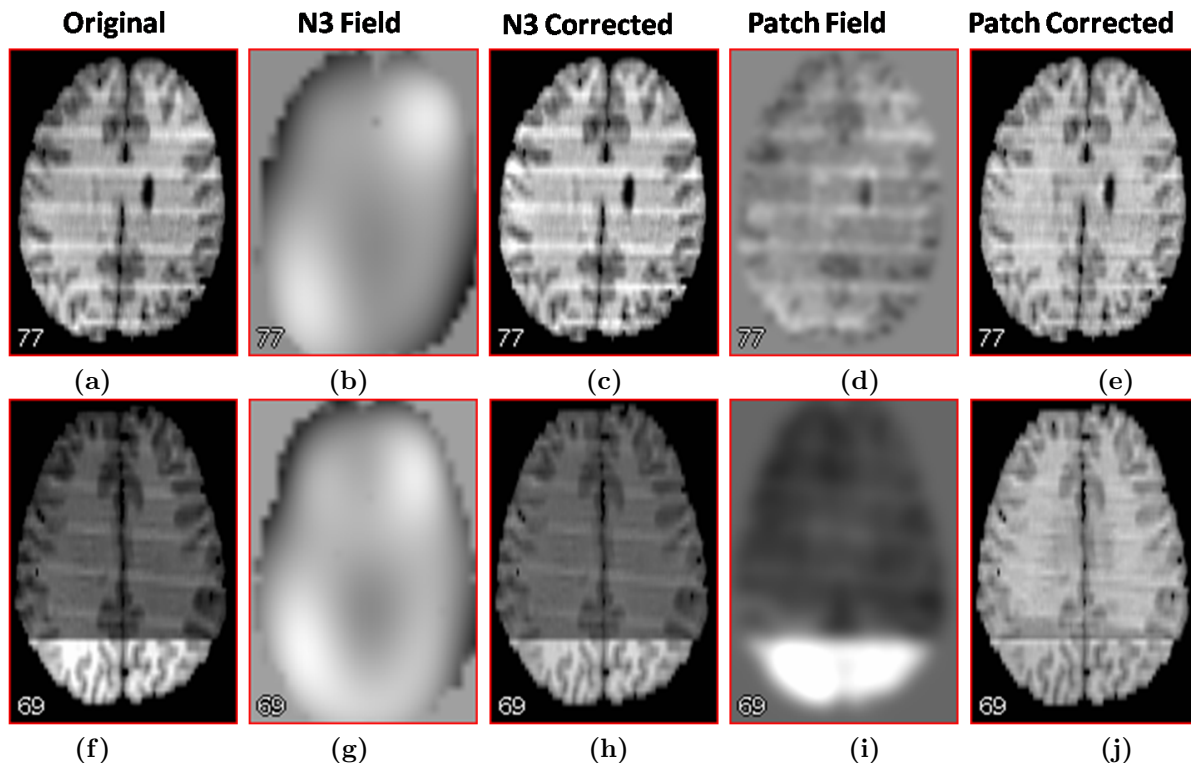 Original N3 Field N3 Corrected Patch Field Patch Corrected
77 77 77 77 77
(a) (b) (c) (d) (e)
69 69 69 69 69
(f) (g) (h) (i) (j)